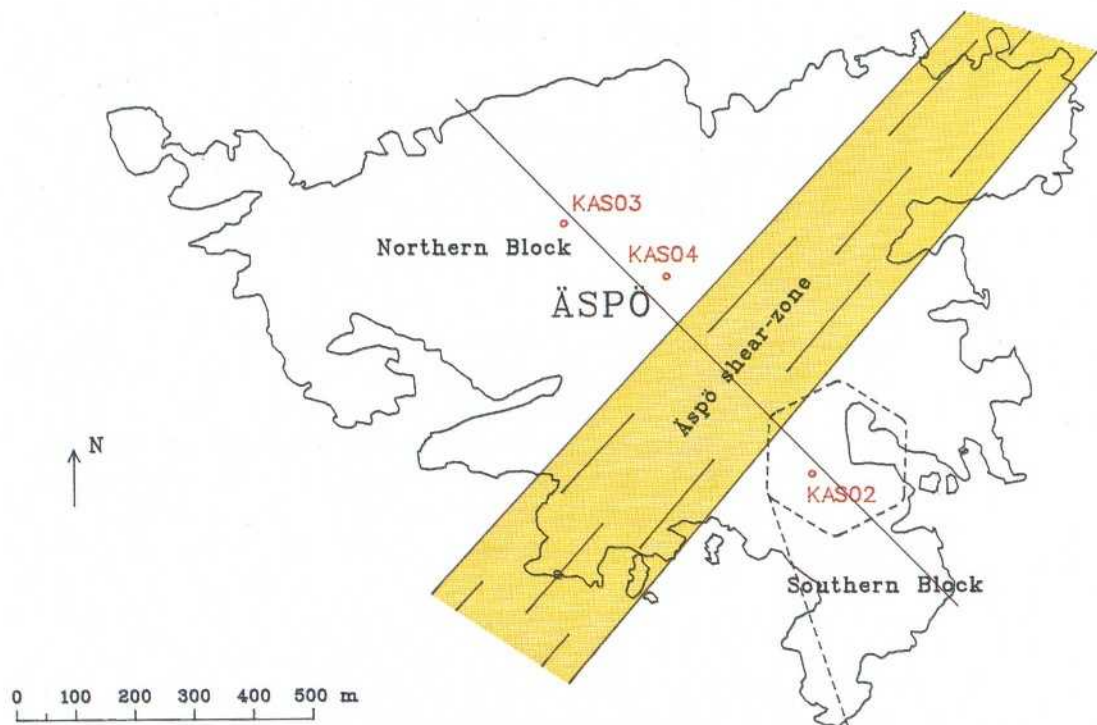 KAS03
Northern Block
KAS04
ÄSPÖ
Äspö shear-zone
N
KAS02
Southern Block
0 100 200 300 400 500 m